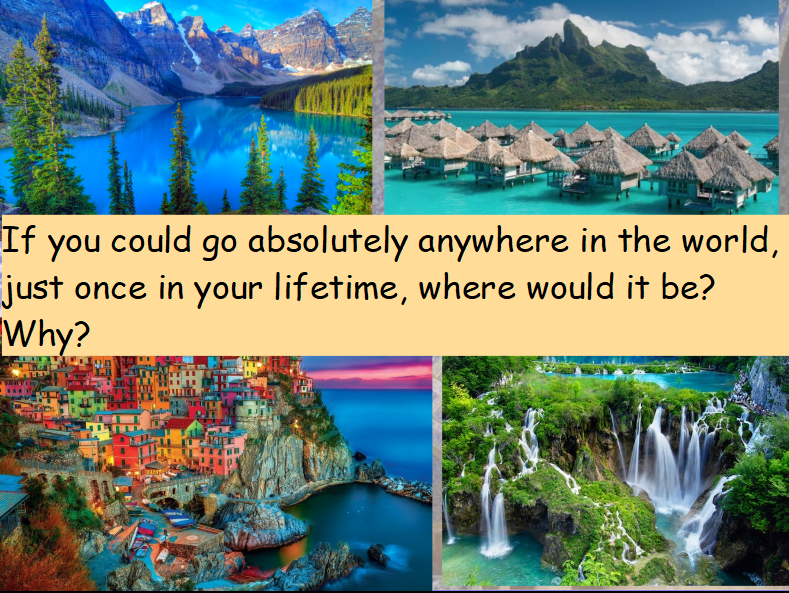 If you could go absolutely anywhere in the world,
just once in your lifetime, where would it be?
Why?